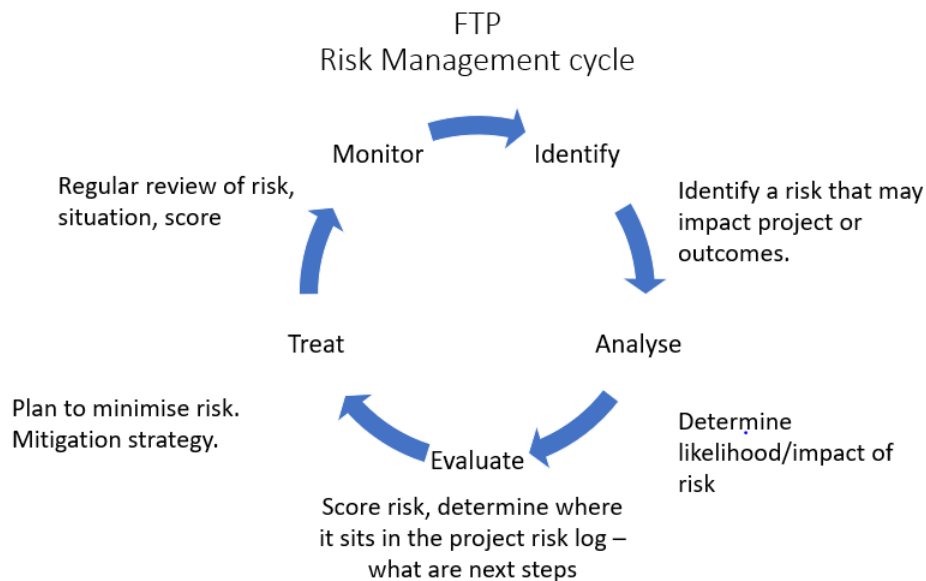 FTP
Risk Management cycle
Monitor
Identify
Regular review of risk,
situation, score
Identify a risk that may
impact project or
outcomes.
Treat
Analyse
Plan to minimise risk.
Mitigation strategy.
Determine
likelihood/impact of
risk
Evaluate
Score risk, determine where
it sits in the project risk log –
what are next steps